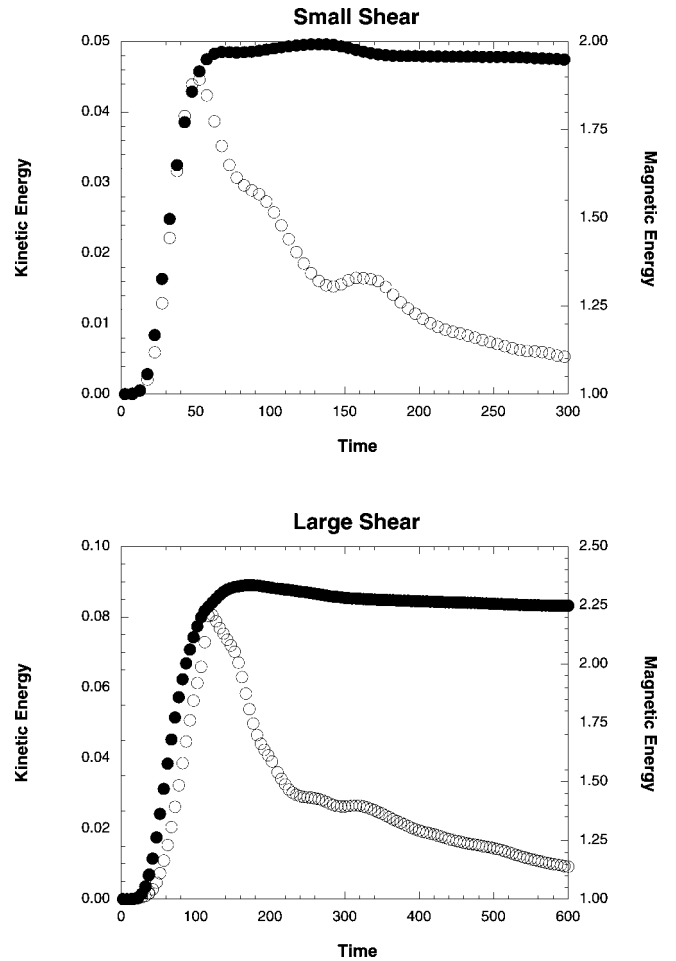 Small Shear
0.05
0.04
0.03
0.02
0.01
0.00
Kinetic Energy
2.00
1.75
1.50
1.25
1.00
Magnetic Energy
0 50 100 150 200 250 300
Time
Large Shear
0.10
0.08
0.06
0.04
0.02
0.00
Kinetic Energy
2.50
2.25
2.00
1.75
1.50
1.25
1.00
Magnetic Energy
0 100 200 300 400 500 600
Time